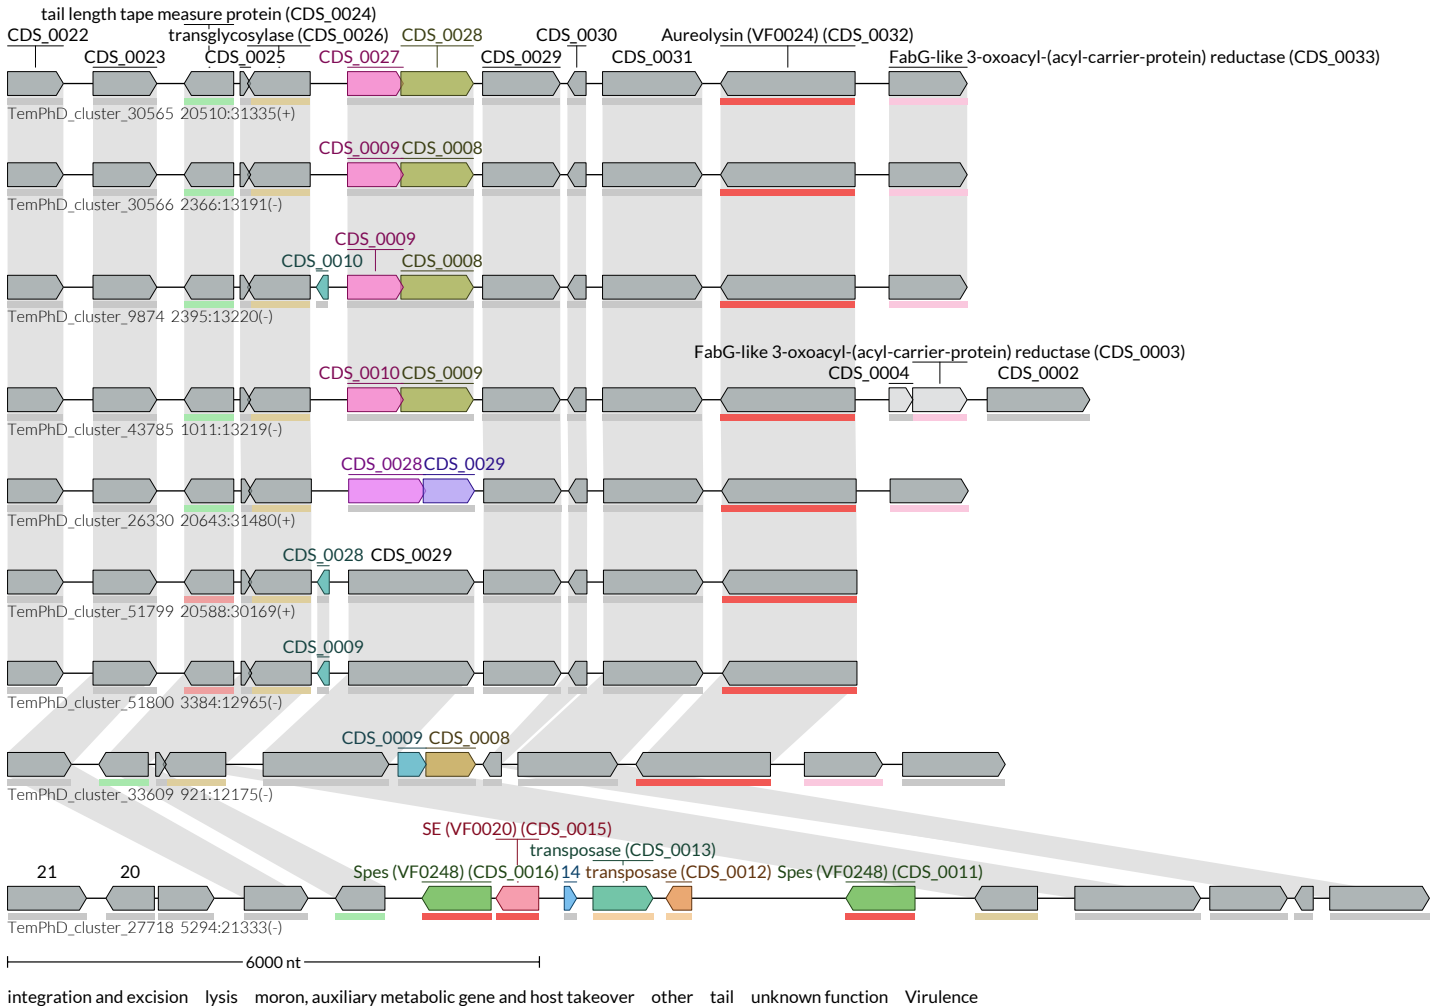 tail length tape measure protein (CDS_0024)
CDS_0022 transglycosylase (CDS_0026) CDS_0028 CDS_0030 Aureolysin (VF0024) (CDS_0032)
CDS_0023 CDS_0025 CDS_0027 CDS_0029 CDS_0031 FabG-like 3-oxoacyl-(acyl-carrier-protein) reductase (CDS_0033)
TemPhD_cluster_30565 20510:31335(+)
CDS_0009 CDS_0008
TemPhD_cluster_30566 2366:13191(-)
CDS_0009
CDS_0010 CDS_0008
TemPhD_cluster_9874 2395:13220(-)
FabG-like 3-oxoacyl-(acyl-carrier-protein) reductase (CDS_0003)
CDS_0010 CDS_0009 CDS_0004 CDS_0002
TemPhD_cluster_43785 1011:13219(-)
CDS_0028 CDS_0029
TemPhD_cluster_26330 20643:31480(+)
CDS_0028 CDS_0029
TemPhD_cluster_51799 20588:30169(+)
CDS_0009
TemPhD_cluster_51800 3384:12965(-)
CDS_0009 CDS_0008
TemPhD_cluster_33609 921:12175(-)
SE (VF0020) (CDS_0015)
transposase (CDS_0013)
21 20 Spes (VF0248) (CDS_0016) 14 transposase (CDS_0012) Spes (VF0248) (CDS_0011)
TemPhD_cluster_27718 5294:21333(-)
6000 nt
integration and excision lysis moron, auxiliary metabolic gene and host takeover other tail unknown function Virulence